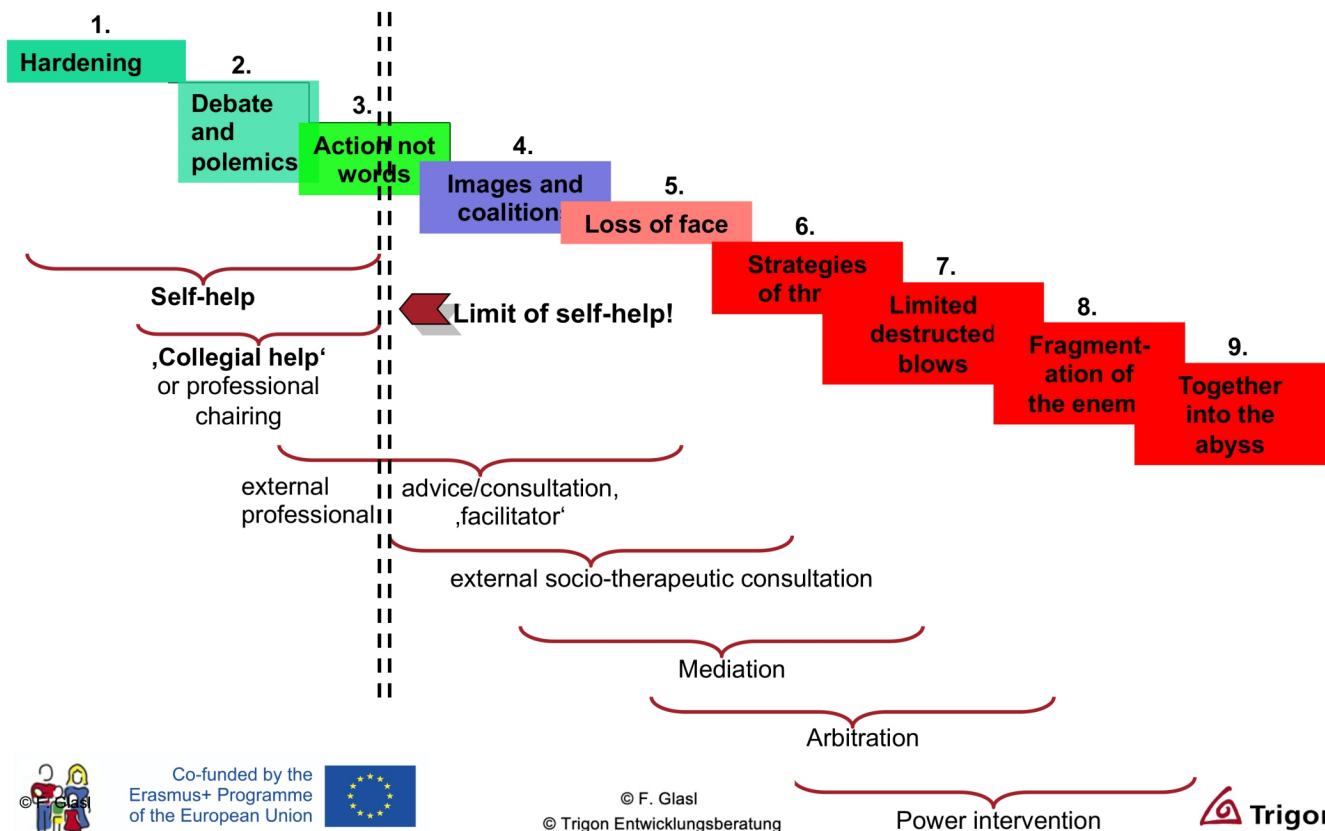 1.
Hardening
2.
Debate
and
polemics
3.
Action not
words
4.
Images and
coalitions
5.
Loss of face
6.
Strategies
of thr
7.
Limited
destructed
blows
8.
Fragment-
ation of
the enem
9.
Together
into the
abyss
Self-help
Limit of self-help!
‚Collegial help‘
or professional
chairing
external
professional
advice/consultation,
‚facilitator‘
external socio-therapeutic consultation
Mediation
Arbitration
Power intervention
© F. Glasl
Co-funded by the
Erasmus+ Programme
of the European Union
© F. Glasl
© Trigon Entwicklungsberatung
Trigon